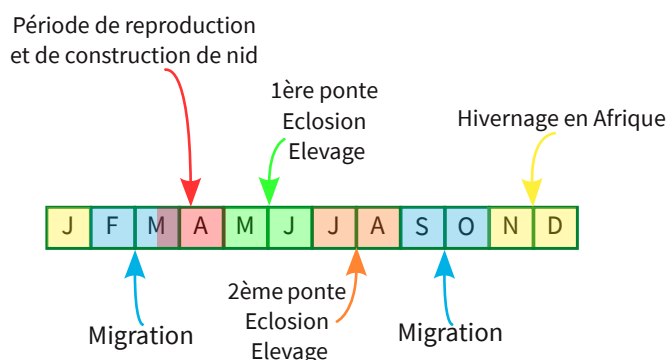 Période de reproduction
et de construction de nid
1ère ponte
Eclosion
Elevage
Hivernage en Afrique
J F M A M J J A S O N D
Migration
2ème ponte
Eclosion
Elevage
Migration